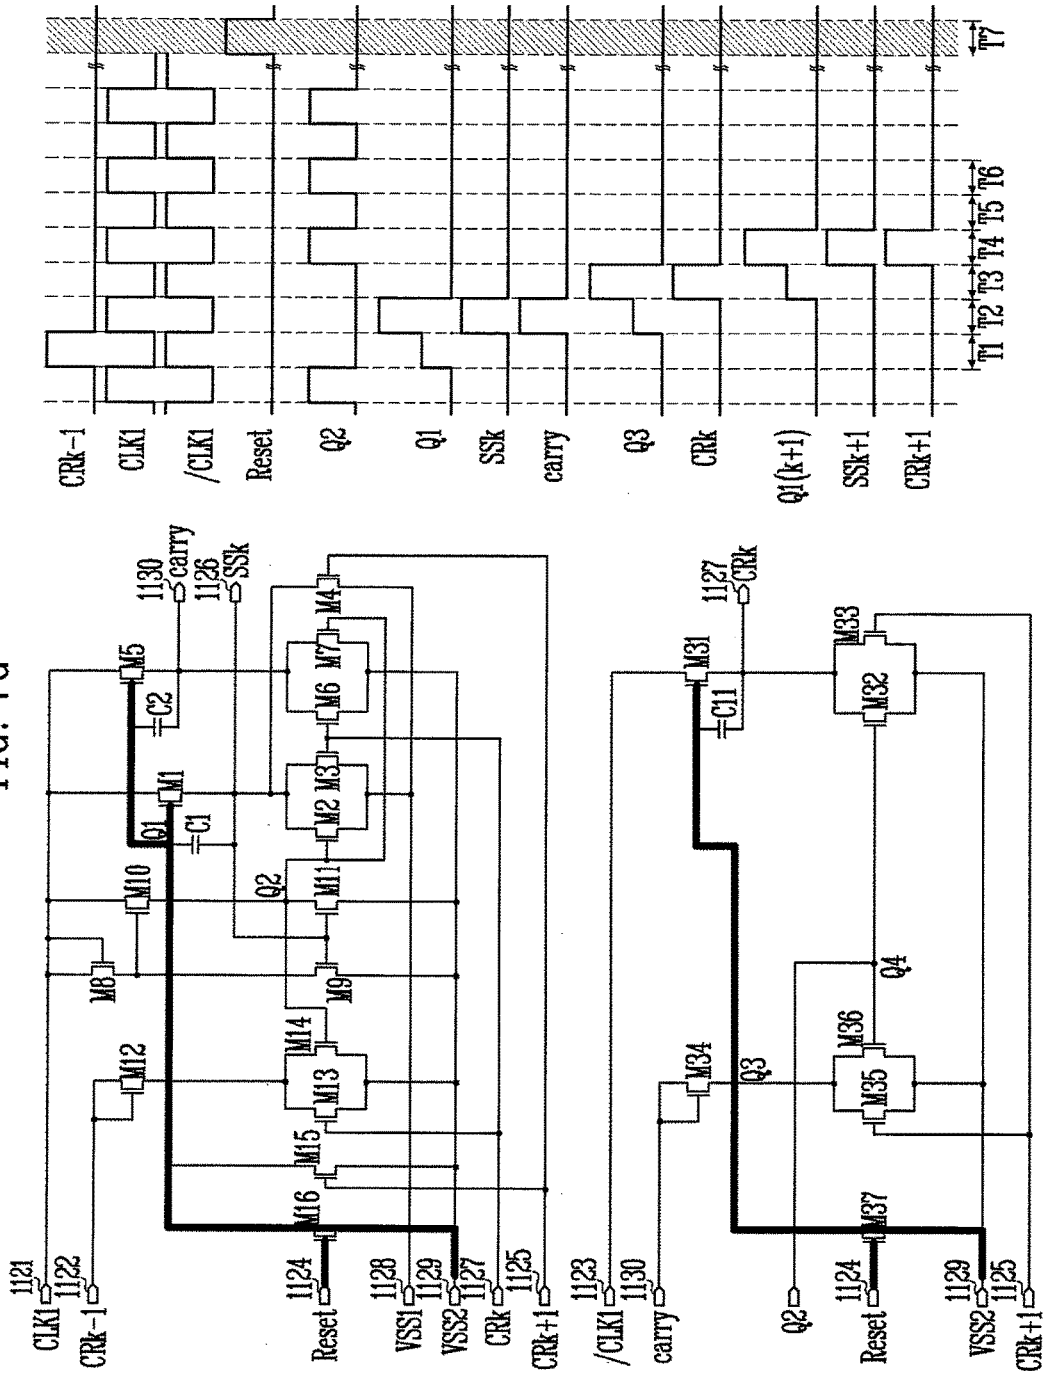 CRk-1
CLK1
/CLK1
Reset
Q2
Q1
SSk
carry
Q3
CRk
Q1(k+1)
SSk+1
CRk+1
T1
T2
T3
T4
T5
T6
T7
1121
CLK1
1122
CRk-1
1124
Reset
1128
VSS1
1129
VSS2
1127
CRk
1125
CRk+1
M16
M15
M13
M14
M12
M8
M9
M10
M11
Q2
Q1
C1
M1
M2
M3
C2
M5
M6
M7
M4
1130
carry
1126
SSk
1123
/CLK1
1130
carry
Q2
1124
Reset
1129
VSS2
1125
CRk+1
M37
M34
Q3
M35
M36
Q4
C11
M31
M32
M33
1127
CRk